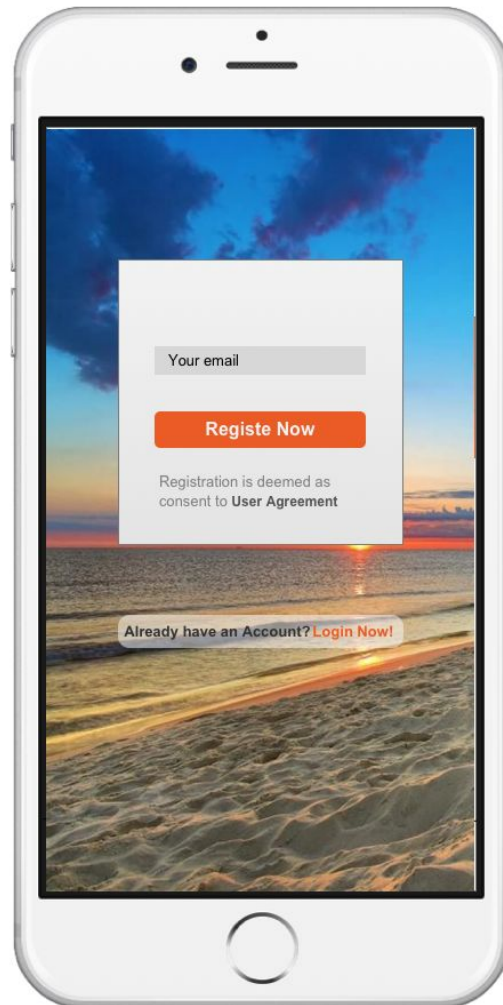 Your email
Registe Now
Registration is deemed as
consent to User Agreement
Already have an Account? Login Now!